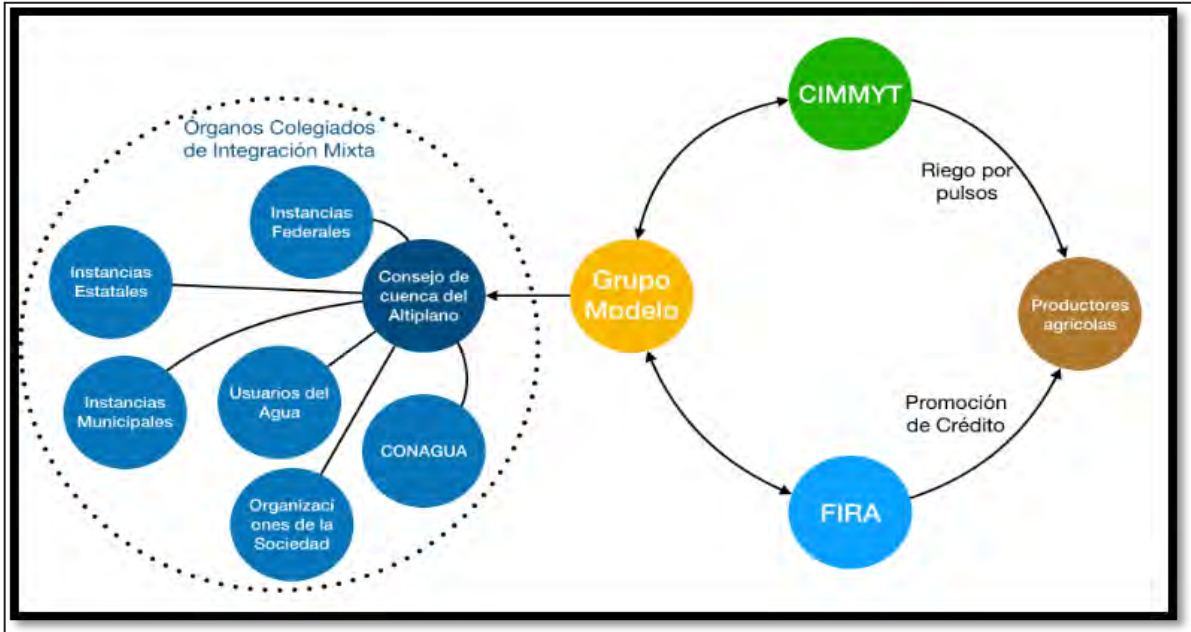 Órganos Colegiados
de Integración Mixta
Instancias
Federales
Instancias
Estatales
Consejo de
cuenca del
Altiplano
Instancias
Municipales
Usuarios del
Agua
CONAGUA
Organizaci
ones de la
Sociedad
Grupo
Modelo
CIMMYT
Riego por
pulsos
Productores
agrícolas
Promoción
de Crédito
FIRA